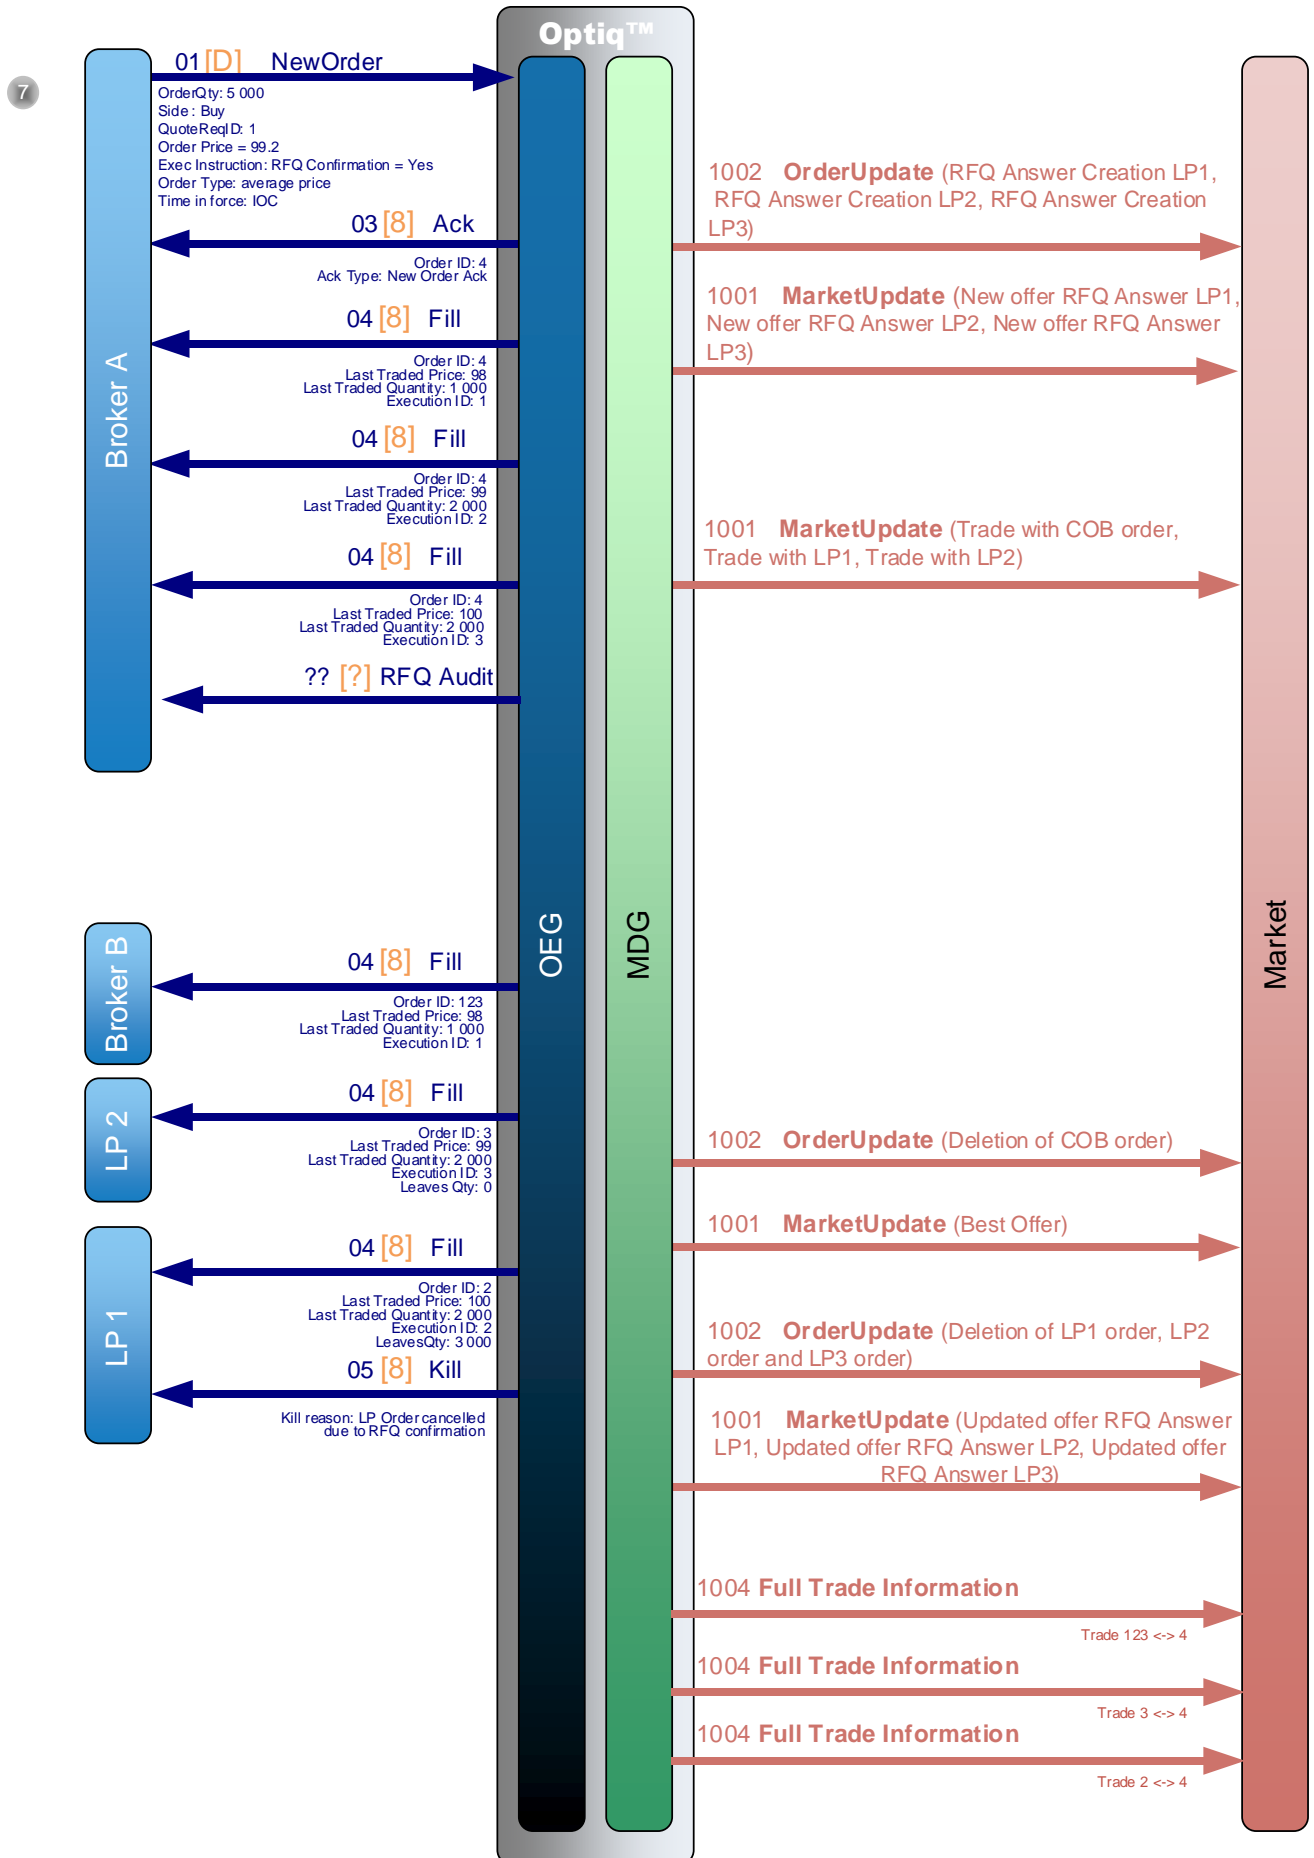 Optiq™
7
01 [D] NewOrder
OrderQty: 5 000
Side : Buy
QuoteReqID: 1
Order Price = 99.2
Exec Instruction: RFQ Confirmation = Yes
Order Type: average price
Time in force: IOC
03 [8] Ack
Order ID: 4
Ack Type: New Order Ack
04 [8] Fill
Order ID: 4
Last Traded Price: 98
Last Traded Quantity: 1 000
Execution ID: 1
04 [8] Fill
Order ID: 4
Last Traded Price: 99
Last Traded Quantity: 2 000
Execution ID: 2
04 [8] Fill
Order ID: 4
Last Traded Price: 100
Last Traded Quantity: 2 000
Execution ID: 3
?? [?] RFQ Audit
Broker A
Broker B
04 [8] Fill
Order ID: 123
Last Traded Price: 98
Last Traded Quantity: 1 000
Execution ID: 1
LP 2
04 [8] Fill
Order ID: 3
Last Traded Price: 99
Last Traded Quantity: 2 000
Execution ID: 3
Leaves Qty: 0
LP 1
04 [8] Fill
Order ID: 2
Last Traded Price: 100
Last Traded Quantity: 2 000
Execution ID: 2
LeavesQty: 3 000
05 [8] Kill
Kill reason: LP Order cancelled
due to RFQ confirmation
OEG
MDG
1002 OrderUpdate (RFQ Answer Creation LP1,
RFQ Answer Creation LP2, RFQ Answer Creation
LP3)
1001 MarketUpdate (New offer RFQ Answer LP1,
New offer RFQ Answer LP2, New offer RFQ Answer
LP3)
1001 MarketUpdate (Trade with COB order,
Trade with LP1, Trade with LP2)
1002 OrderUpdate (Deletion of COB order)
1001 MarketUpdate (Best Offer)
1002 OrderUpdate (Deletion of LP1 order, LP2
order and LP3 order)
1001 MarketUpdate (Updated offer RFQ Answer
LP1, Updated offer RFQ Answer LP2, Updated offer
RFQ Answer LP3)
1004 Full Trade Information
Trade 123 <-> 4
1004 Full Trade Information
Trade 3 <-> 4
1004 Full Trade Information
Trade 2 <-> 4
Market